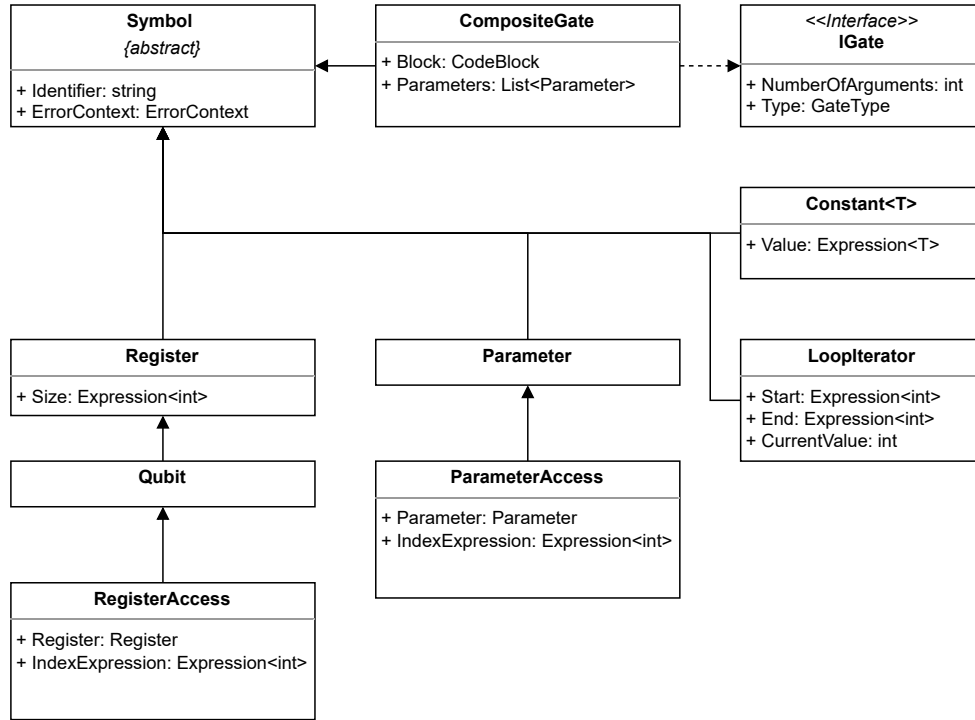 Symbol
{abstract}
+ Identifier: string
+ ErrorContext: ErrorContext
CompositeGate
+ Block: CodeBlock
+ Parameters: List<Parameter>
<<Interface>>
IGate
+ NumberOfArguments: int
+ Type: GateType
Constant<T>
+ Value: Expression<T>
Register
+ Size: Expression<int>
Parameter
LoopIterator
+ Start: Expression<int>
+ End: Expression<int>
+ CurrentValue: int
Qubit
ParameterAccess
+ Parameter: Parameter
+ IndexExpression: Expression<int>
RegisterAccess
+ Register: Register
+ IndexExpression: Expression<int>